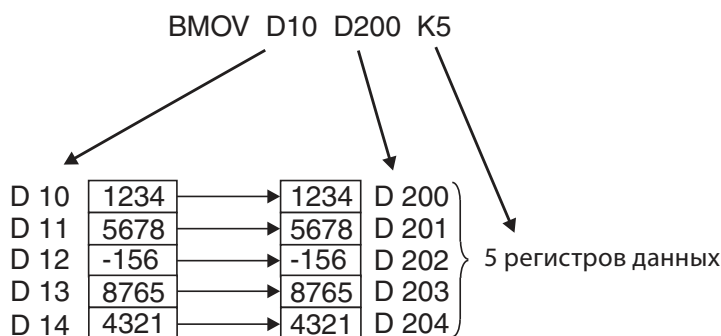 BMOV D10 D200 K5
D 10 1234 1234 D 200
D 11 5678 5678 D 201
D 12 -156 -156 D 202 5 регистров данных
D 13 8765 8765 D 203
D 14 4321 4321 D 204